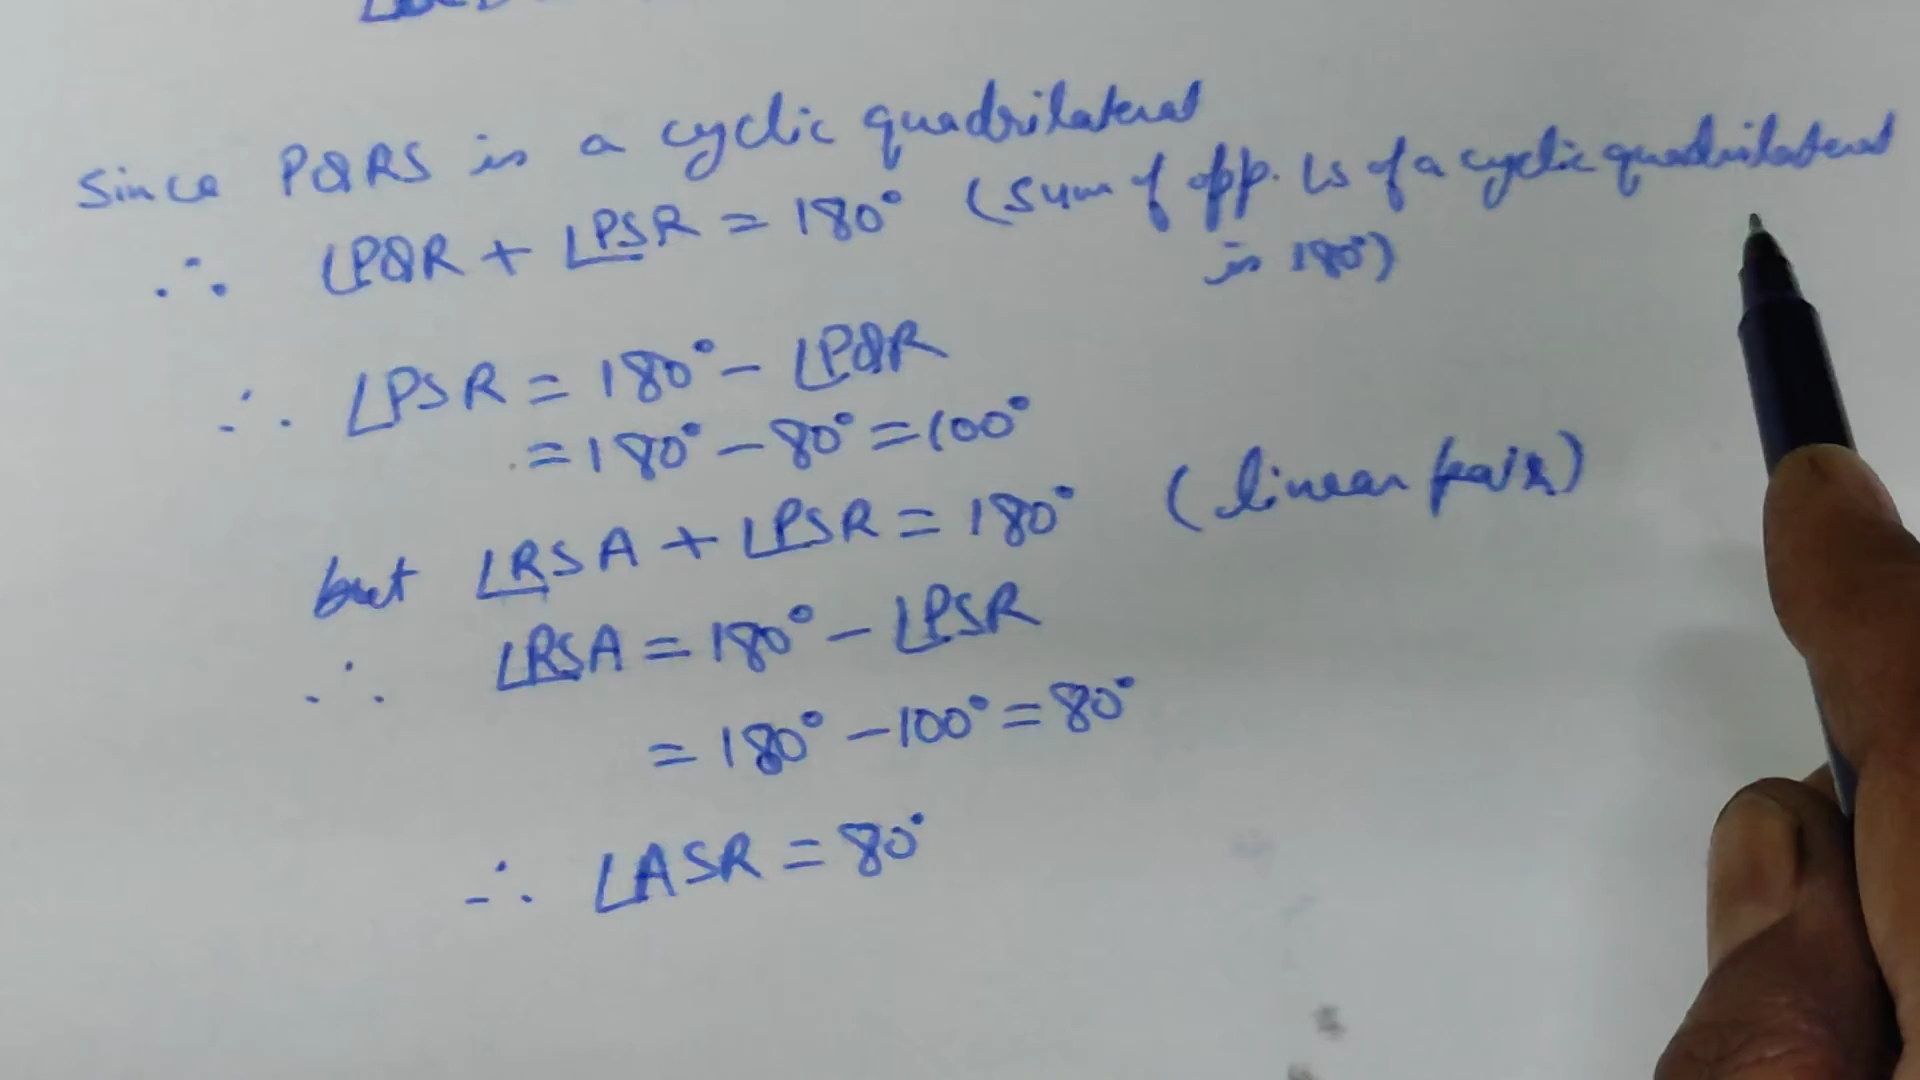 Since PQRS is a cyclic quadrilateral
∴ ∠PQR + ∠PSR = 180° (Sum of opp. ∠s of a cyclic quadrilateral
is 180°)
∴ ∠PSR = 180° – ∠PQR
= 180° – 80° = 100°
but ∠RSA + ∠PSR = 180° (linear pair)
∴ ∠RSA = 180° – ∠PSR
= 180° – 100° = 80°
∴ ∠ASR = 80°